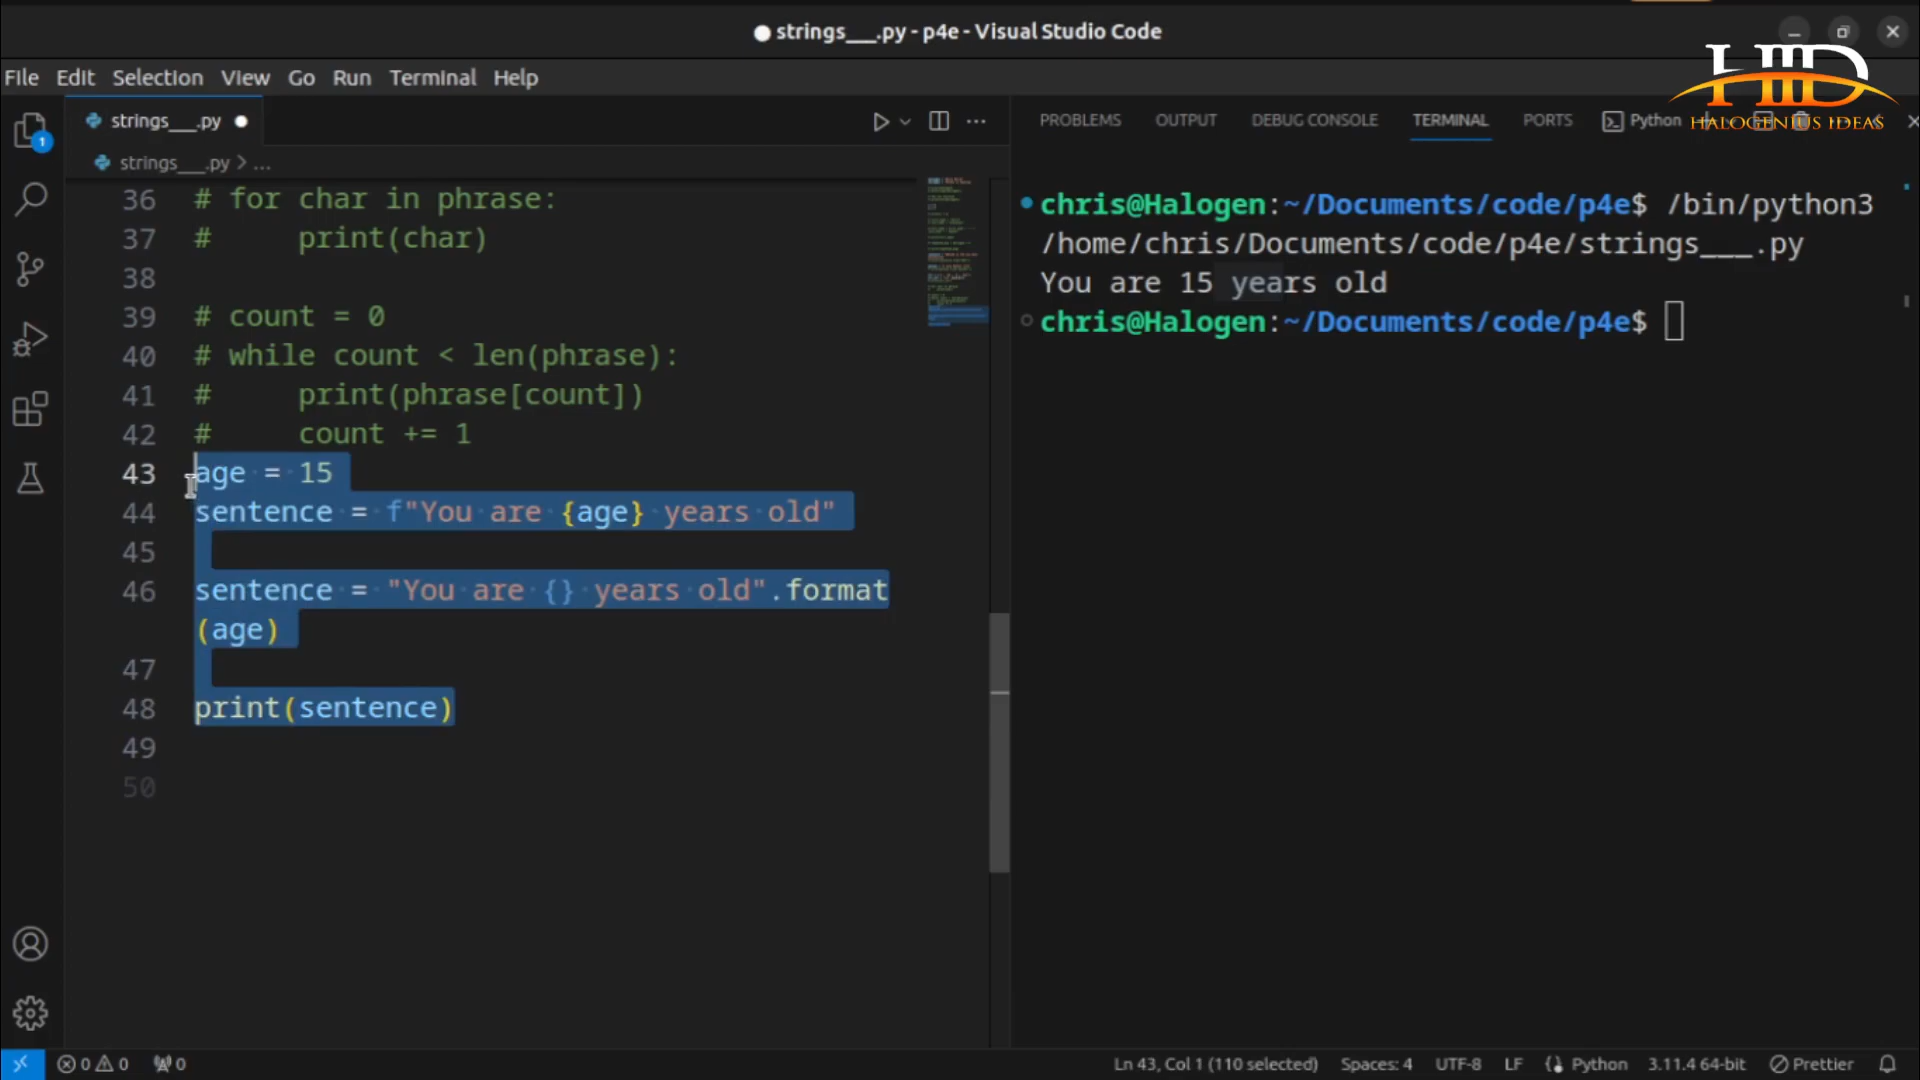 strings___.py - p4e - Visual Studio Code
File Edit Selection View Go Run Terminal Help
HID
HALOGENIUS IDEAS
1
strings___.py
PROBLEMS OUTPUT DEBUG CONSOLE TERMINAL PORTS Python
strings___.py > ...
36 # for char in phrase:
37 #     print(char)
38
39 # count = 0
40 # while count < len(phrase):
41 #     print(phrase[count])
42 #     count += 1
43 age = 15
44 sentence = f"You are {age} years old"
45
46 sentence = "You are {} years old".format
(age)
47
48 print(sentence)
49
50
chris@Halogen:~/Documents/code/p4e$ /bin/python3
/home/chris/Documents/code/p4e/strings___.py
You are 15 years old
chris@Halogen:~/Documents/code/p4e$
0 0 0
Ln 43, Col 1 (110 selected) Spaces: 4 UTF-8 LF Python 3.11.4 64-bit Prettier